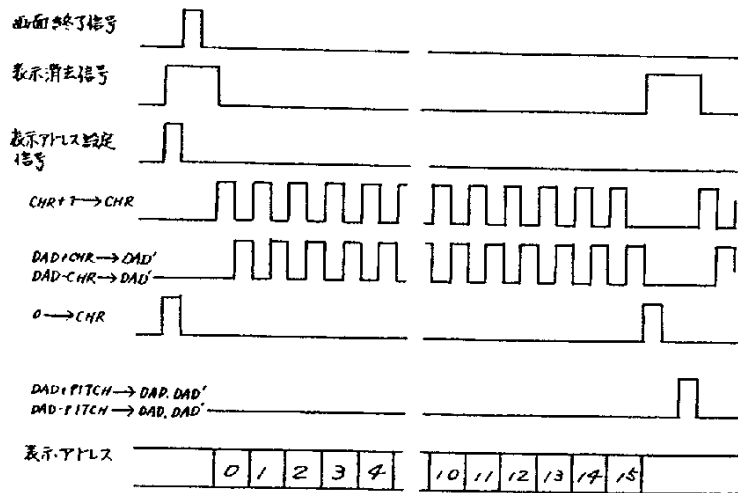 画面終了信号
表示消去信号
表示アドレス設定
信号
CHR+1→CHR
DAD+CHR→DAD'
DAD-CHR→DAD'
0→CHR
DAD+PITCH→DAD.DAD'
DAD-PITCH→DAD.DAD'
表示アドレス
0 1 2 3 4 10 11 12 13 14 15